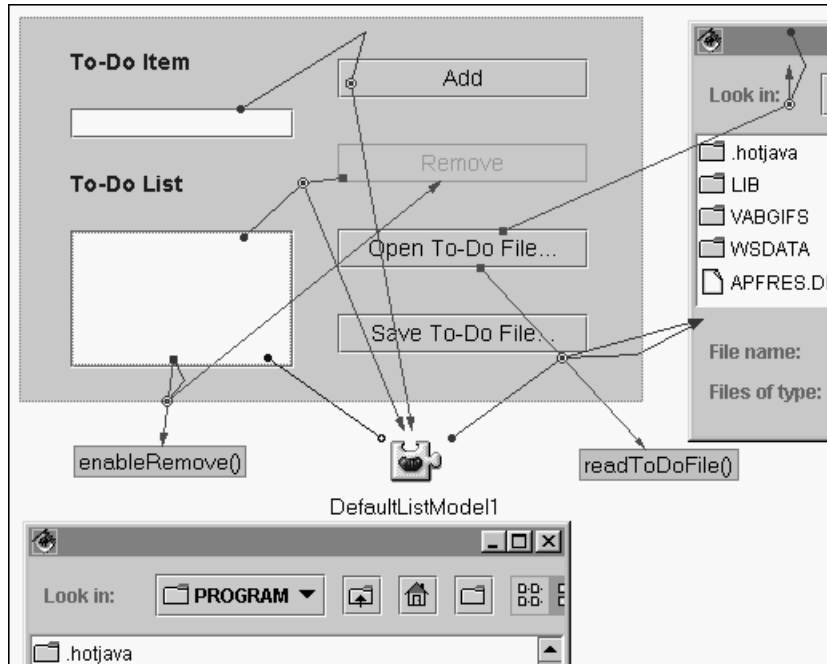 To-Do Item
Add
Remove
To-Do List
Open To-Do File...
Save To-Do File...
enableRemove()
DefaultListModel1
readToDoFile()
Look in:
.hotjava
LIB
VABGIFS
WSDATA
File name:
Files of type:
Look in:
PROGRAM
.hotjava